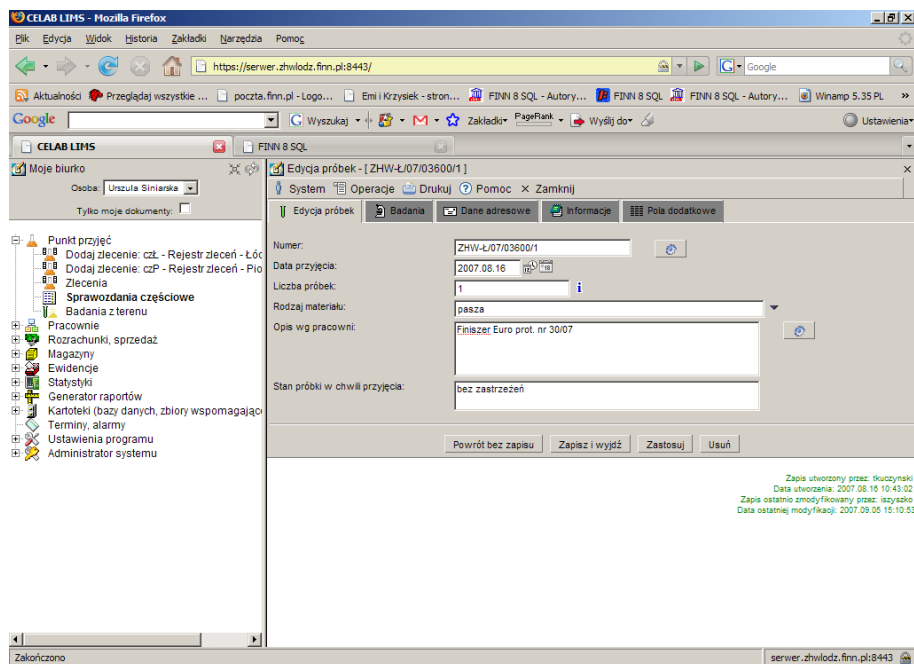 CELAB LIMS - Mozilla Firefox
Plik Edycja Widok Historia Zakładki Narzędzia Pomoc
https://serwer.zhwlodz.finn.pl:8443/
Google
Aktualności Przeglądaj wszystkie ... poczta.finn.pl - Logo... Emi i Krzysiek - stron... FINN 8 SQL - Autory... FINN 8 SQL FINN 8 SQL - Autory... Winamp 5.35 PL »
Google Wyszukaj Zakładki PageRank Wyślij do Ustawienia
CELAB LIMS FINN 8 SQL
Moje biurko
Osoba: Urszula Siniarska
Tylko moje dokumenty:
Punkt przyjęć
Dodaj zlecenie: czŁ - Rejestr zleceń - Łóc
Dodaj zlecenie: czP - Rejestr zleceń - Pio
Zlecenia
Sprawozdania częściowe
Badania z terenu
Pracownie
Rozrachunki, sprzedaż
Magazyny
Ewidencje
Statystyki
Generator raportów
Kartoteki (bazy danych, zbiory wspomagając
Terminy, alarmy
Ustawienia programu
Administrator systemu
Edycja próbek - [ ZHW-Ł/07/03600/1 ]
System Operacje Drukuj Pomoc Zamknij
Edycja próbek Badania Dane adresowe Informacje Pola dodatkowe
Numer: ZHW-Ł/07/03600/1
Data przyjęcia: 2007.08.16
Liczba próbek: 1
Rodzaj materiału: pasza
Opis wg pracowni: Finiszer Euro prot. nr 30/07
Stan próbki w chwili przyjęcia: bez zastrzeżeń
Powrót bez zapisu Zapisz i wyjdź Zastosuj Usuń
Zapis utworzony przez: tkuczynski
Data utworzenia: 2007.08.16 10:43:02
Zapis ostatnio zmodyfikowany przez: iszyszko
Data ostatniej modyfikacji: 2007.09.05 15:10:53
Zakończono serwer.zhwlodz.finn.pl:8443